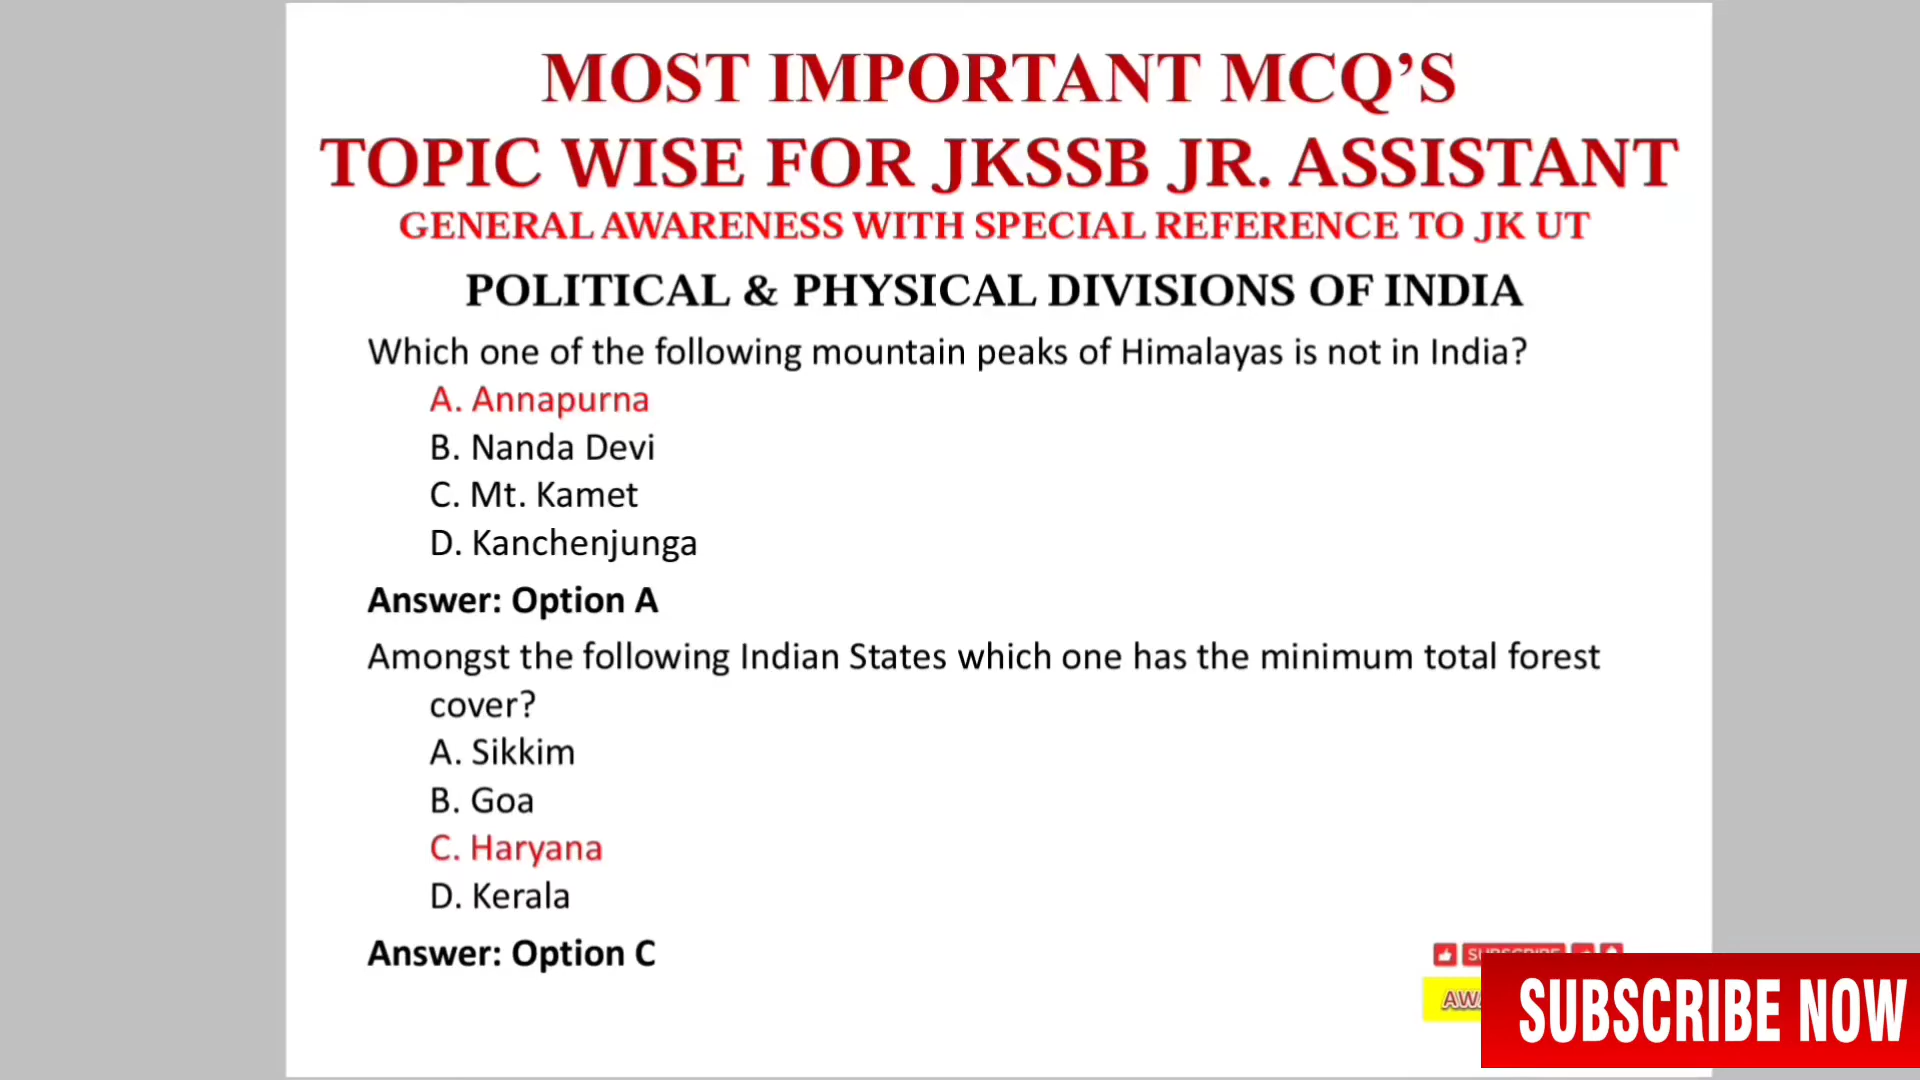 MOST IMPORTANT MCQ’S
TOPIC WISE FOR JKSSB JR. ASSISTANT
GENERAL AWARENESS WITH SPECIAL REFERENCE TO JK UT
POLITICAL & PHYSICAL DIVISIONS OF INDIA
Which one of the following mountain peaks of Himalayas is not in India?
A. Annapurna
B. Nanda Devi
C. Mt. Kamet
D. Kanchenjunga
Answer: Option A
Amongst the following Indian States which one has the minimum total forest
cover?
A. Sikkim
B. Goa
C. Haryana
D. Kerala
Answer: Option C
SUBSCRIBE
SUBSCRIBE NOW